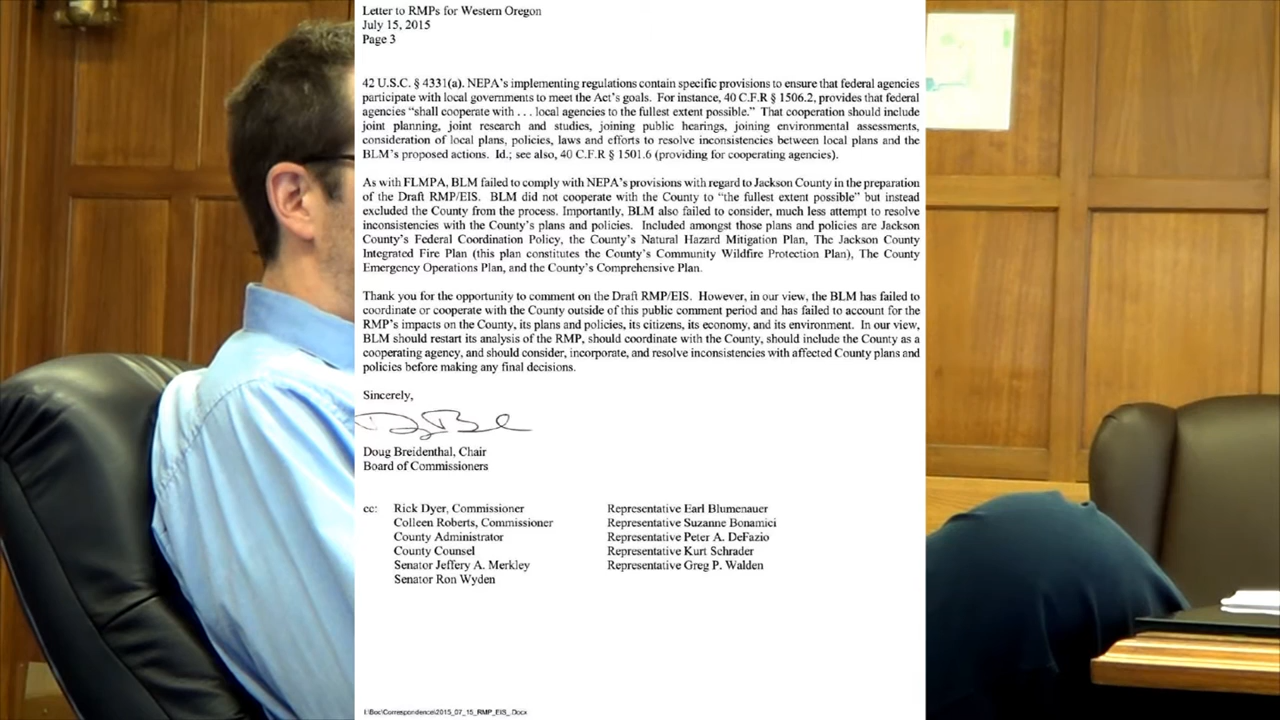 Letter to RMPs for Western Oregon
July 15, 2015
Page 3
42 U.S.C. § 4331(a). NEPA's implementing regulations contain specific provisions to ensure that federal agencies
participate with local governments to meet the Act's goals. For instance, 40 C.F.R § 1506.2, provides that federal
agencies "shall cooperate with . . . local agencies to the fullest extent possible." That cooperation should include
joint planning, joint research and studies, joining public hearings, joining environmental assessments,
consideration of local plans, policies, laws and efforts to resolve inconsistencies between local plans and the
BLM's proposed actions. Id.; see also, 40 C.F.R § 1501.6 (providing for cooperating agencies).
As with FLMPA, BLM failed to comply with NEPA's provisions with regard to Jackson County in the preparation
of the Draft RMP/EIS. BLM did not cooperate with the County to "the fullest extent possible" but instead
excluded the County from the process. Importantly, BLM also failed to consider, much less attempt to resolve
inconsistencies with the County's plans and policies. Included amongst those plans and policies are Jackson
County's Federal Coordination Policy, the County's Natural Hazard Mitigation Plan, The Jackson County
Integrated Fire Plan (this plan constitutes the County's Community Wildfire Protection Plan), The County
Emergency Operations Plan, and the County's Comprehensive Plan.
Thank you for the opportunity to comment on the Draft RMP/EIS. However, in our view, the BLM has failed to
coordinate or cooperate with the County outside of this public comment period and has failed to account for the
RMP's impacts on the County, its plans and policies, its citizens, its economy, and its environment. In our view,
BLM should restart its analysis of the RMP, should coordinate with the County, should include the County as a
cooperating agency, and should consider, incorporate, and resolve inconsistencies with affected County plans and
policies before making any final decisions.
Sincerely,
Doug Breidenthal, Chair
Board of Commissioners
cc: Rick Dyer, Commissioner
Colleen Roberts, Commissioner
County Administrator
County Counsel
Senator Jeffery A. Merkley
Senator Ron Wyden
Representative Earl Blumenauer
Representative Suzanne Bonamici
Representative Peter A. DeFazio
Representative Kurt Schrader
Representative Greg P. Walden
I:\Boc\Correspondence\2015_07_15_RMP_EIS_.Docx